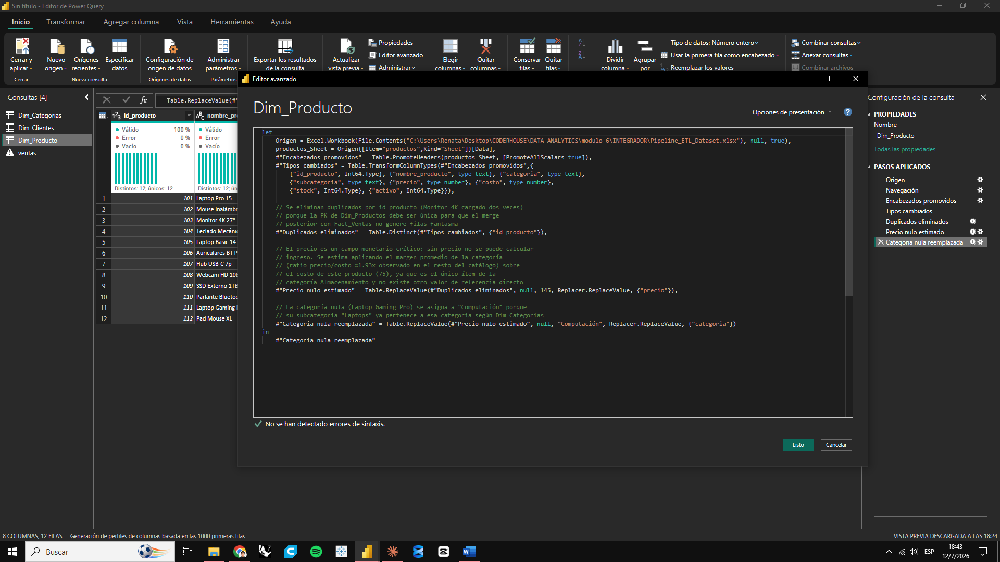 Sin título - Editor de Power Query
Inicio
Transformar
Agregar columna
Vista
Herramientas
Ayuda
Cerrar y aplicar
Cerrar
Nuevo origen
Orígenes recientes
Especificar datos
Nueva consulta
Configuración de origen de datos
Orígenes de datos
Administrar parámetros
Parámetros
Exportar los resultados de la consulta
Actualizar vista previa
Propiedades
Editor avanzado
Administrar
Elegir columnas
Quitar columnas
Conservar filas
Quitar filas
Dividir columna
Agrupar por
Tipo de datos: Número entero
Usar la primera fila como encabezado
Reemplazar los valores
Combinar consultas
Anexar consultas
Combinar archivos
Consultas [4]
Dim_Categorias
Dim_Clientes
Dim_Producto
ventas
= Table.ReplaceValue(#"
id_producto
nombre_pr
Válido 100 %
Error 0 %
Vacío 0 %
Distintos: 12; únicos: 12
Válido
Error
Vacío
Distintos: 12; ún
1 101 Laptop Pro 15
2 102 Mouse Inalámbr
3 103 Monitor 4K 27"
4 104 Teclado Mecáni
5 105 Laptop Basic 14
6 106 Auriculares BT P
7 107 Hub USB-C 7p
8 108 Webcam HD 108
9 109 SSD Externo 1TE
10 110 Parlante Bluetoo
11 111 Laptop Gaming
12 112 Pad Mouse XL
Editor avanzado
Dim_Producto
Opciones de presentación
let
Origen = Excel.Workbook(File.Contents("C:\Users\Renata\Desktop\CODERHOUSE\DATA ANALYTICS\modulo 6\INTEGRADOR\Pipeline_ETL_Dataset.xlsx"), null, true),
productos_Sheet = Origen{[Item="productos",Kind="Sheet"]}[Data],
#"Encabezados promovidos" = Table.PromoteHeaders(productos_Sheet, [PromoteAllScalars=true]),
#"Tipos cambiados" = Table.TransformColumnTypes(#"Encabezados promovidos",{
{"id_producto", Int64.Type}, {"nombre_producto", type text}, {"categoria", type text},
{"subcategoria", type text}, {"precio", type number}, {"costo", type number},
{"stock", Int64.Type}, {"activo", Int64.Type}}),
// Se eliminan duplicados por id_producto (Monitor 4K cargado dos veces)
// porque la PK de Dim_Productos debe ser única para que el merge
// posterior con Fact_Ventas no genere filas fantasma
#"Duplicados eliminados" = Table.Distinct(#"Tipos cambiados", {"id_producto"}),
// El precio es un campo monetario crítico: sin precio no se puede calcular
// ingreso. Se estima aplicando el margen promedio de la categoría
// (ratio precio/costo ≈1.93x observado en el resto del catálogo) sobre
// el costo de este producto (75), ya que es el único ítem de la
// categoría Almacenamiento y no existe otro valor de referencia directo
#"Precio nulo estimado" = Table.ReplaceValue(#"Duplicados eliminados", null, 145, Replacer.ReplaceValue, {"precio"}),
// La categoría nula (Laptop Gaming Pro) se asigna a "Computación" porque
// su subcategoría "Laptops" ya pertenece a esa categoría según Dim_Categorias
#"Categoria nula reemplazada" = Table.ReplaceValue(#"Precio nulo estimado", null, "Computación", Replacer.ReplaceValue, {"categoria"})
in
#"Categoria nula reemplazada"
No se han detectado errores de sintaxis.
Listo
Cancelar
Configuración de la consulta
PROPIEDADES
Nombre
Dim_Producto
Todas las propiedades
PASOS APLICADOS
Origen
Navegación
Encabezados promovidos
Tipos cambiados
Duplicados eliminados
Precio nulo estimado
Categoria nula reemplazada
8 COLUMNAS, 12 FILAS
Generación de perfiles de columnas basada en las 1000 primeras filas
VISTA PREVIA DESCARGADA A LAS 18:24
Buscar
ESP
18:43
12/7/2026